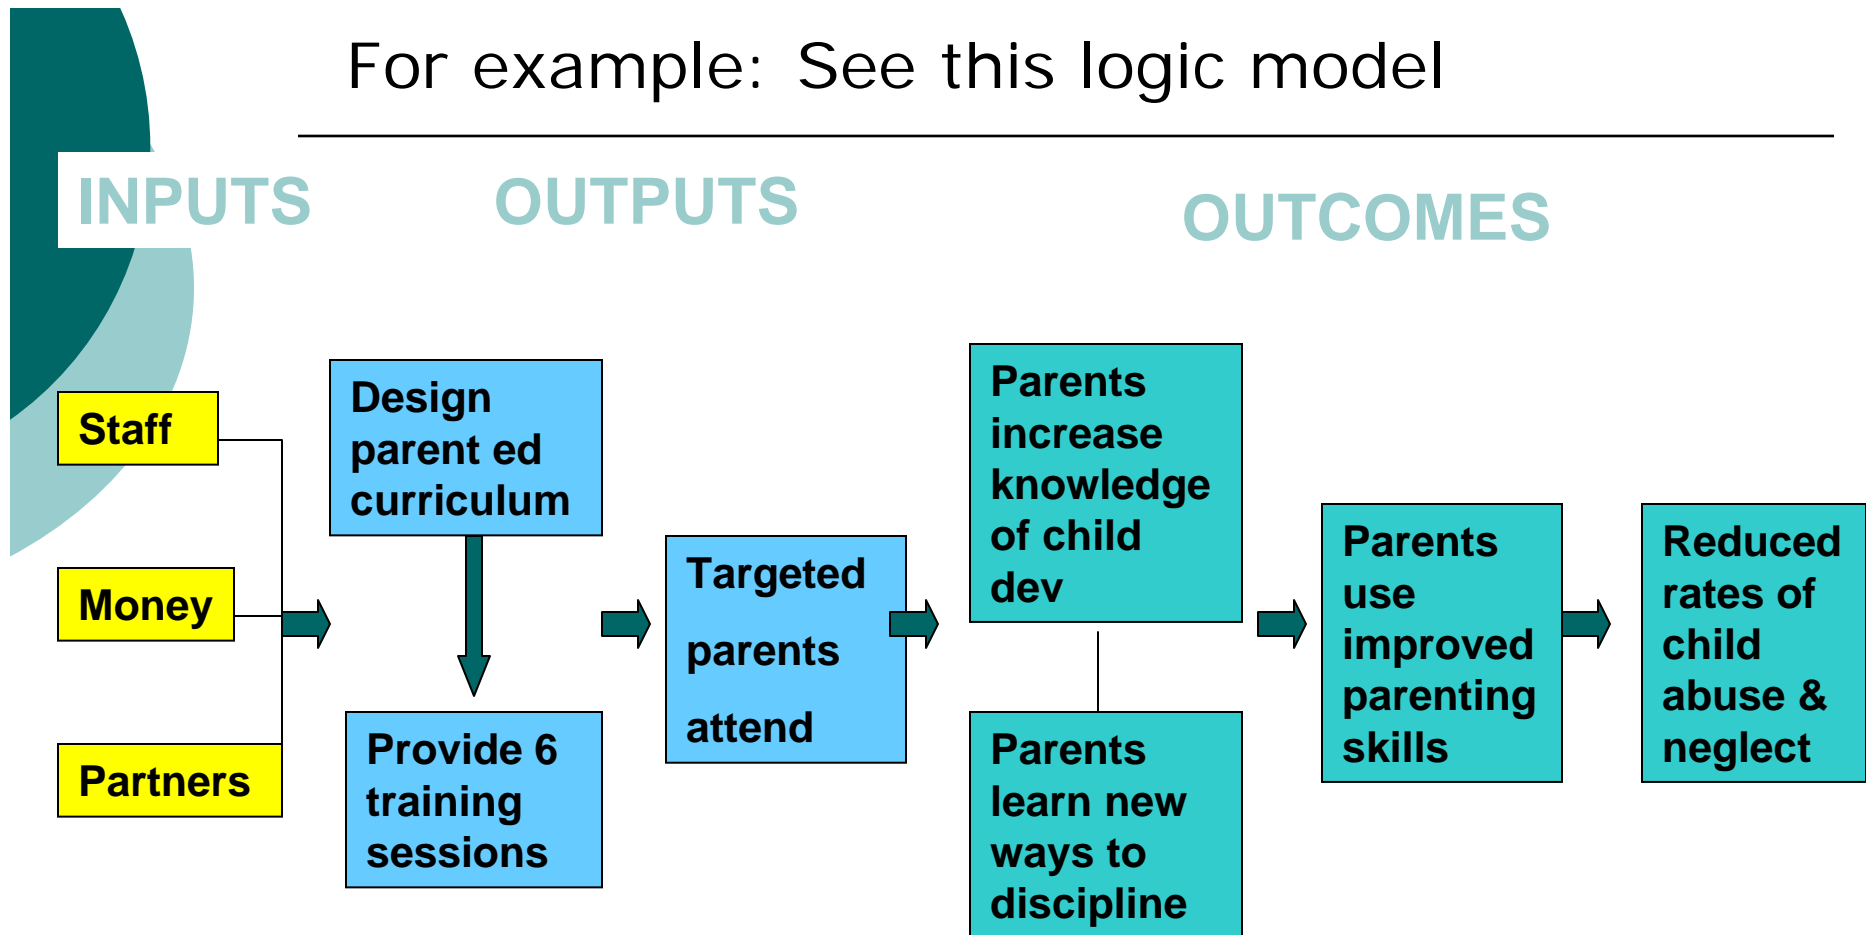 For example: See this logic model
INPUTS
OUTPUTS
OUTCOMES
Staff
Money
Partners
Design
parent ed
curriculum
Provide 6
training
sessions
Targeted
parents
attend
Parents
increase
knowledge
of child
dev
Parents
learn new
ways to
discipline
Parents
use
improved
parenting
skills
Reduced
rates of
child
abuse &
neglect